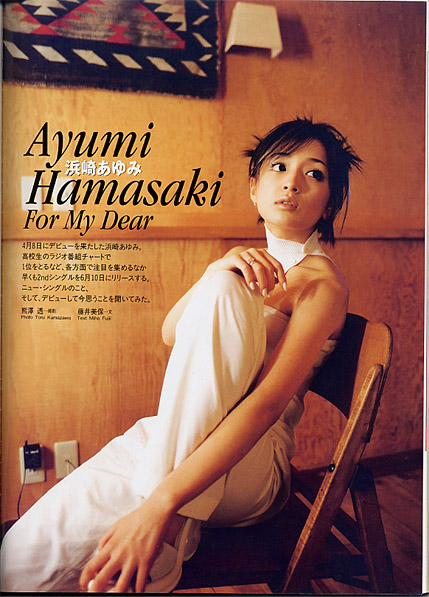 Ayumi
浜崎あゆみ
Hamasaki
For My Dear
4月8日にデビューを果たした浜崎あゆみ。
高校生のラジオ番組チャートで
1位をとるなど、各方面で注目を集めるなか
早くも2ndシングルを6月10日にリリースする。
ニュー・シングルのこと、
そして、デビューして今思うことを聞いてみた。
熊澤 透―撮影 藤井美保―文
Photo Toru Kumazawa Text Miho Fujii